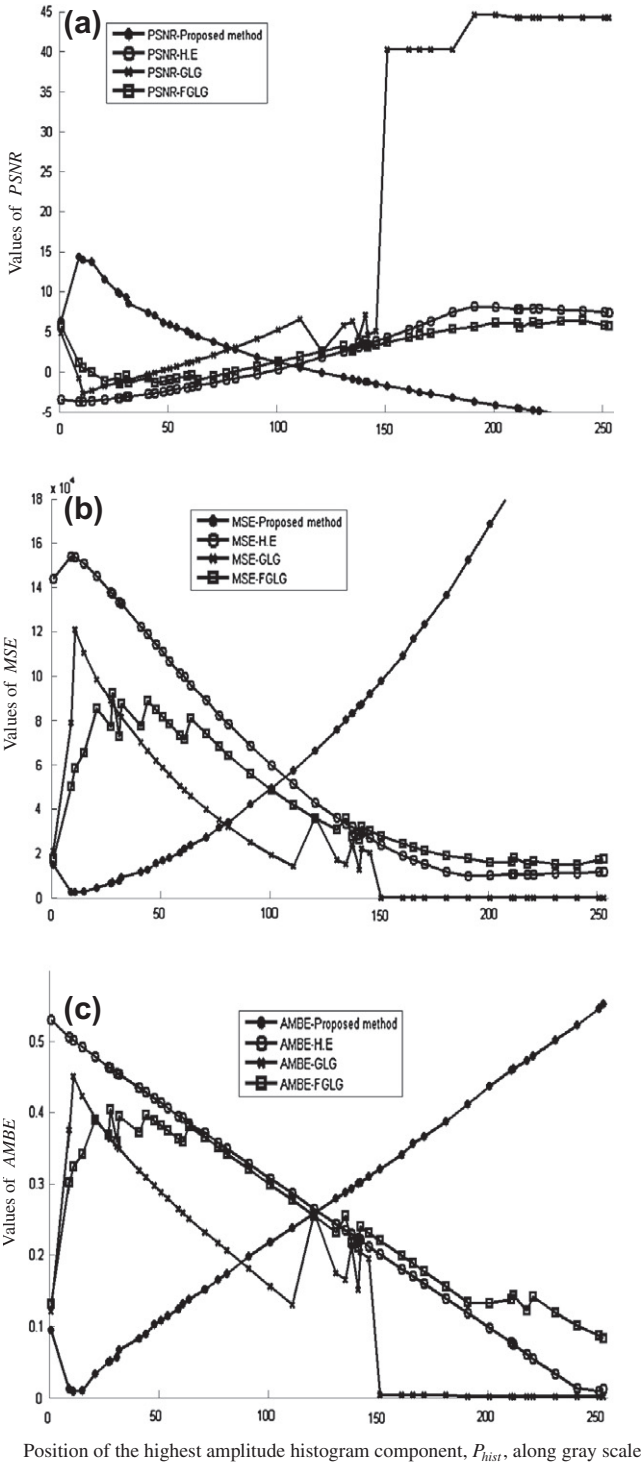 (a)
PSNR-Proposed method
PSNR-H.E
PSNR-GLG
PSNR-FGLG
Values of PSNR
45
40
35
30
25
20
15
10
5
0
-5
0 50 100 150 200 250
(b)
x 10^4
MSE-Proposed method
MSE-H.E
MSE-GLG
MSE-FGLG
Values of MSE
18
16
14
12
10
8
6
4
2
0
0 50 100 150 200 250
(c)
AMBE-Proposed method
AMBE-H.E
AMBE-GLG
AMBE-FGLG
Values of AMBE
0.5
0.4
0.3
0.2
0.1
0
0 50 100 150 200 250
Position of the highest amplitude histogram component, P_hist, along gray scale